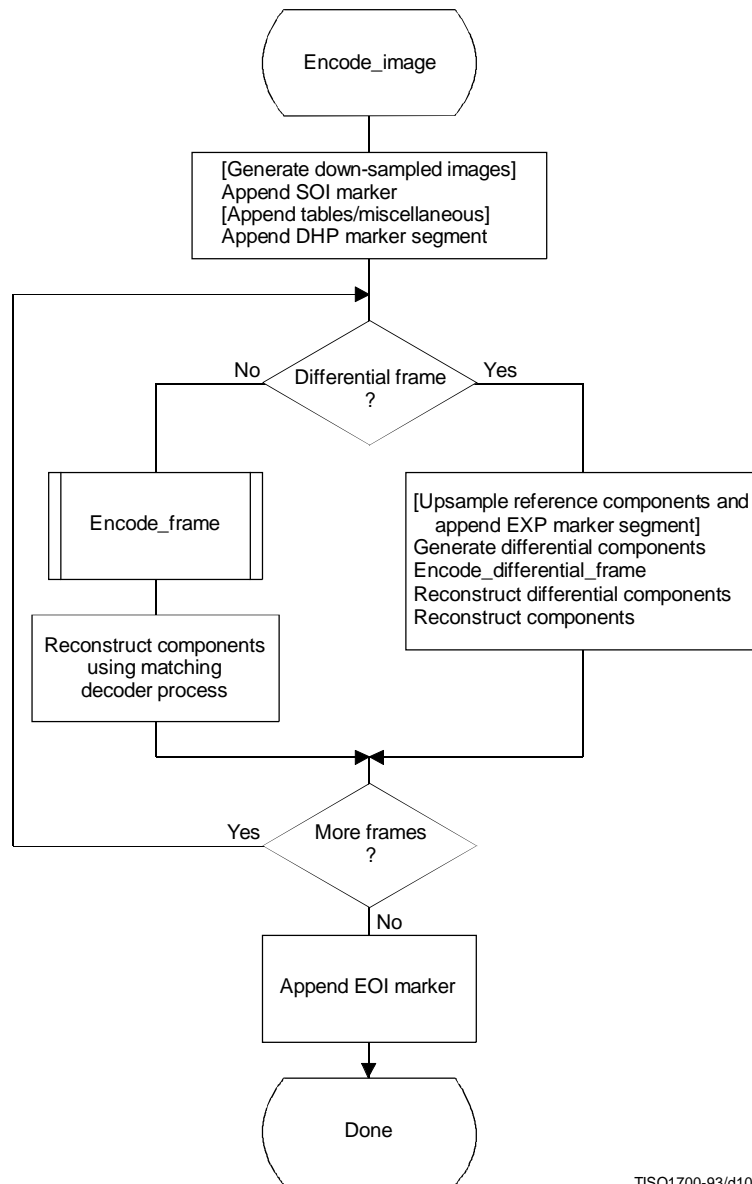 Encode_image
[Generate down-sampled images]
Append SOI marker
[Append tables/miscellaneous]
Append DHP marker segment
No
Differential frame
?
Yes
Encode_frame
[Upsample reference components and
append EXP marker segment]
Generate differential components
Encode_differential_frame
Reconstruct differential components
Reconstruct components
Reconstruct components
using matching
decoder process
Yes
More frames
?
No
Append EOI marker
Done
TISO1700-93/d10